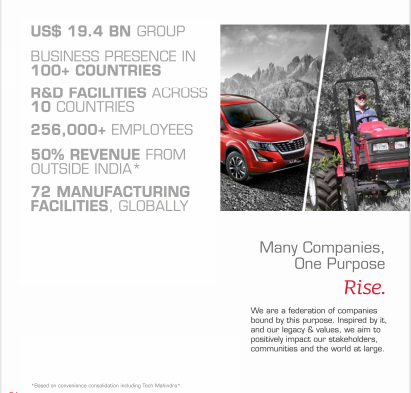 US$ 19.4 BN GROUP
BUSINESS PRESENCE IN
100+ COUNTRIES
R&D FACILITIES ACROSS
10 COUNTRIES
256,000+ EMPLOYEES
50% REVENUE FROM
OUTSIDE INDIA*
72 MANUFACTURING
FACILITIES, GLOBALLY
Many Companies,
One Purpose
Rise.
We are a federation of companies
bound by this purpose. Inspired by it,
and our legacy & values, we aim to
positively impact our stakeholders,
communities and the world at large.
*Based on convenience consolidation including Tech Mahindra*